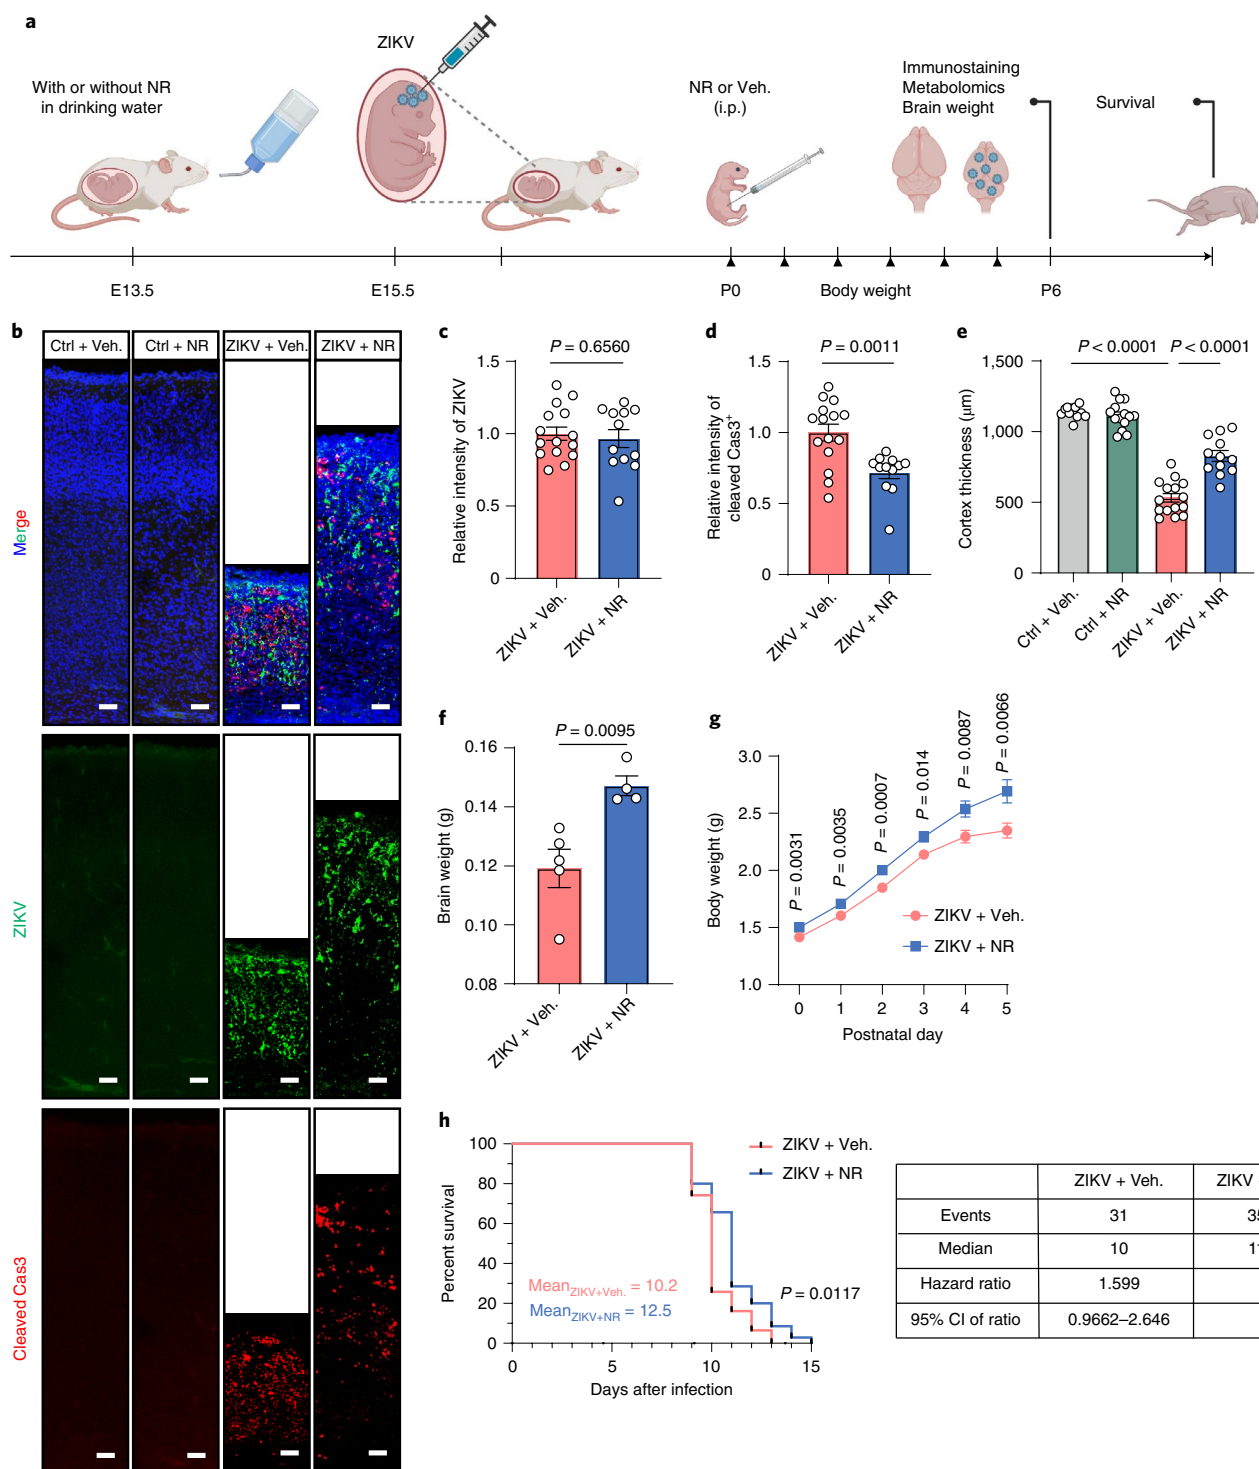 a
With or without NR
in drinking water
ZIKV
NR or Veh.
(i.p.)
Immunostaining
Metabolomics
Brain weight
Survival
E13.5
E15.5
P0
Body weight
P6
b
Ctrl + Veh.
Ctrl + NR
ZIKV + Veh.
ZIKV + NR
Merge
ZIKV
Cleaved Cas3
c
P = 0.6560
Relative intensity of ZIKV
1.5
1.0
0.5
0
ZIKV + Veh.
ZIKV + NR
d
P = 0.0011
Relative intensity of
cleaved Cas3+
1.5
1.0
0.5
0
ZIKV + Veh.
ZIKV + NR
e
P < 0.0001
P < 0.0001
Cortex thickness (μm)
1,500
1,000
500
0
Ctrl + Veh.
Ctrl + NR
ZIKV + Veh.
ZIKV + NR
f
P = 0.0095
Brain weight (g)
0.16
0.14
0.12
0.10
0.08
ZIKV + Veh.
ZIKV + NR
g
Body weight (g)
3.0
2.5
2.0
1.5
1.0
P = 0.0031
P = 0.0035
P = 0.0007
P = 0.014
P = 0.0087
P = 0.0066
ZIKV + Veh.
ZIKV + NR
0 1 2 3 4 5
Postnatal day
h
Percent survival
100
80
60
40
20
0
ZIKV + Veh.
ZIKV + NR
MeanZIKV+Veh. = 10.2
MeanZIKV+NR = 12.5
P = 0.0117
0 5 10 15
Days after infection
ZIKV + Veh. ZIKV
Events 31 35
Median 10 11
Hazard ratio 1.599
95% CI of ratio 0.9662–2.646